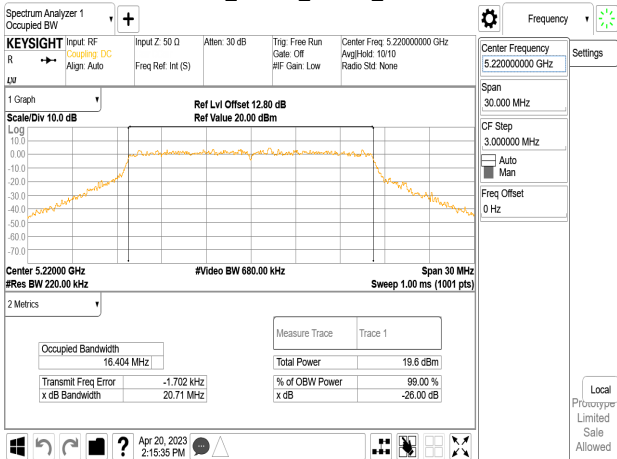 Spectrum Analyzer 1
Occupied BW
+
Frequency
KEYSIGHT
R
LXI
Input: RF
Coupling: DC
Align: Auto
Input Z: 50 Ω
Freq Ref: Int (S)
Atten: 30 dB
Trig: Free Run
Gate: Off
#IF Gain: Low
Center Freq: 5.220000000 GHz
Avg|Hold: 10/10
Radio Std: None
Center Frequency
5.220000000 GHz
Settings
Span
30.000 MHz
CF Step
3.000000 MHz
Auto
Man
Freq Offset
0 Hz
1 Graph
Scale/Div 10.0 dB
Ref Lvl Offset 12.80 dB
Ref Value 20.00 dBm
Log
10.0
0.00
-10.0
-20.0
-30.0
-40.0
-50.0
-60.0
-70.0
Center 5.22000 GHz
#Res BW 220.00 kHz
#Video BW 680.00 kHz
Span 30 MHz
Sweep 1.00 ms (1001 pts)
2 Metrics
Measure Trace
Trace 1
Occupied Bandwidth
16.404 MHz
Total Power
19.6 dBm
Transmit Freq Error
-1.702 kHz
% of OBW Power
99.00 %
x dB Bandwidth
20.71 MHz
x dB
-26.00 dB
Local
Prototype
Limited
Sale
Allowed
?
Apr 20, 2023
2:15:35 PM